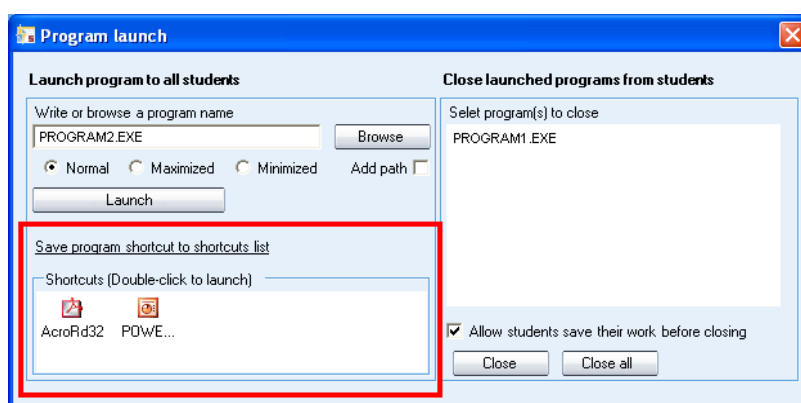 Program launch
Launch program to all students
Write or browse a program name
PROGRAM2.EXE
Browse
Normal
Maximized
Minimized
Add path
Launch
Save program shortcut to shortcuts list
Shortcuts (Double-click to launch)
AcroRd32
POWE...
Close launched programs from students
Selet program(s) to close
PROGRAM1.EXE
Allow students save their work before closing
Close
Close all